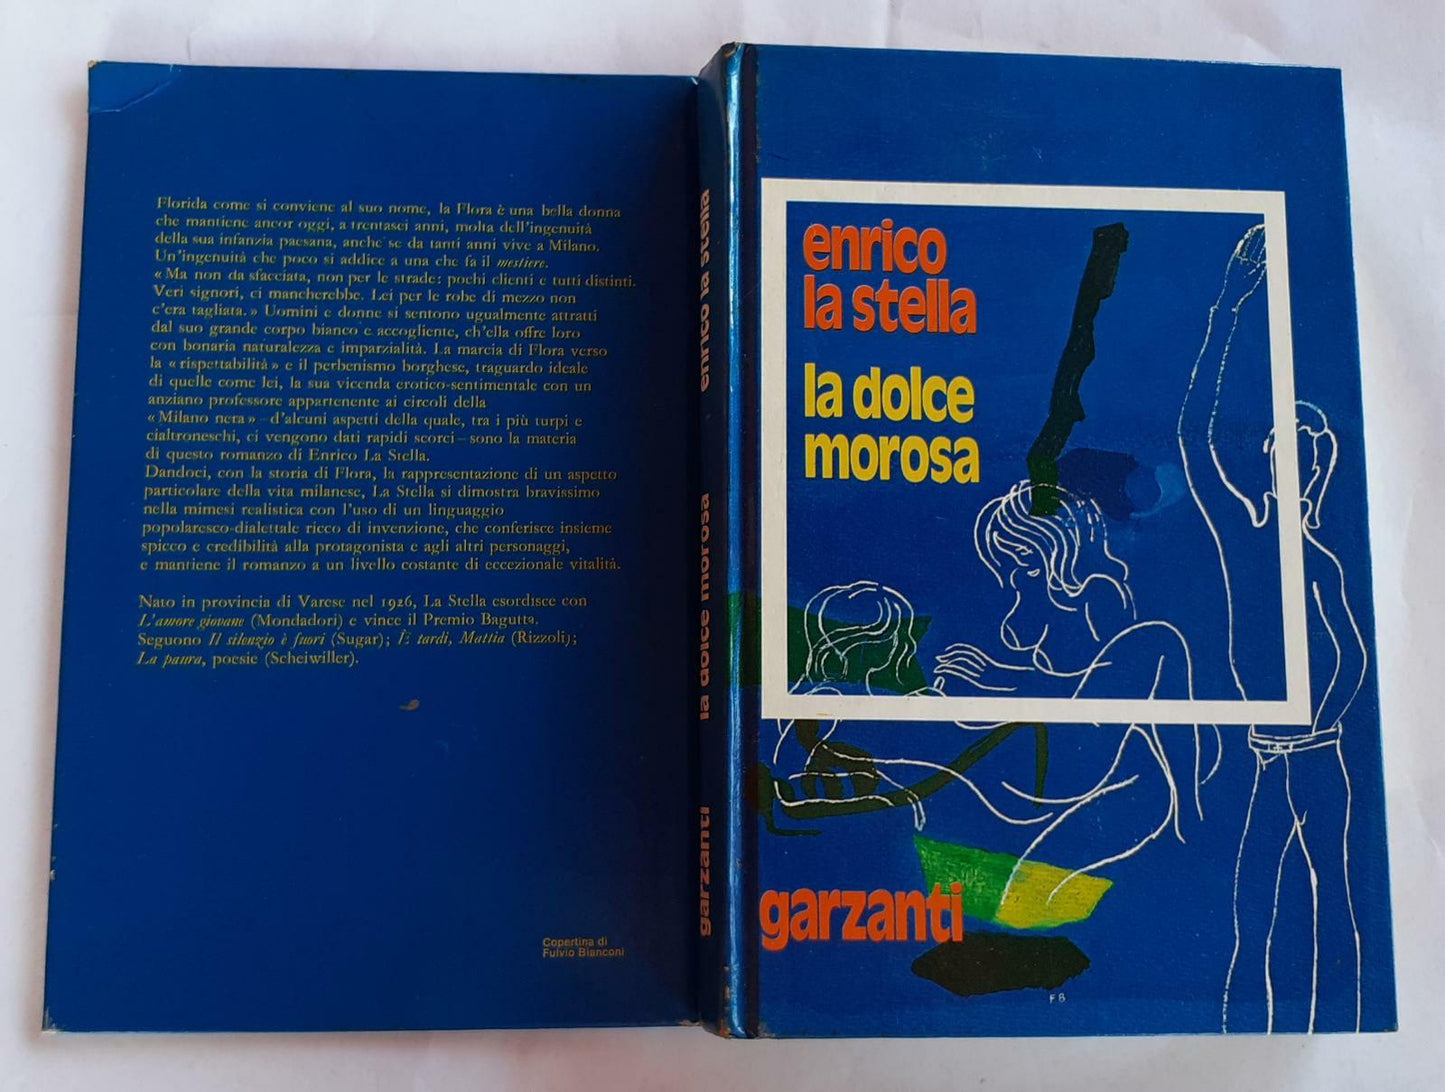 Florida come si conviene al suo nome, la Flora è una bella donna
che mantiene ancor oggi, a trentasei anni, molta dell'ingenuità
della sua infanzia paesana, anche se da tanti anni vive a Milano.
Un'ingenuità che poco si addice a una che fa il mestiere.
« Ma non da sfacciata, non per le strade: pochi clienti e tutti distinti.
Veri signori, ci mancherebbe. Lei per le robe di mezzo non
c'era tagliata. » Uomini e donne si sentono ugualmente attratti
dal suo grande corpo bianco e accogliente, ch'ella offre loro
con bonaria naturalezza e imparzialità. La marcia di Flora verso
la « rispettabilità » e il perbenismo borghese, traguardo ideale
di quelle come lei, la sua vicenda erotico-sentimentale con un
anziano professore appartenente ai circoli della
« Milano nera » – d'alcuni aspetti della quale, tra i più turpi e
cialtroneschi, ci vengono dati rapidi scorci – sono la materia
di questo romanzo di Enrico La Stella.
Dandoci, con la storia di Flora, la rappresentazione di un aspetto
particolare della vita milanese, La Stella si dimostra bravissimo
nella mimesi realistica con l'uso di un linguaggio
popolaresco-dialettale ricco di invenzione, che conferisce insieme
spicco e credibilità alla protagonista e agli altri personaggi,
e mantiene il romanzo a un livello costante di eccezionale vitalità.
Nato in provincia di Varese nel 1926, La Stella esordisce con
L'amore giovane (Mondadori) e vince il Premio Bagutta.
Seguono Il silenzio è fuori (Sugar); È tardi, Mattia (Rizzoli);
La paura, poesie (Scheiwiller).
Copertina di
Fulvio Bianconi
enrico la stella
la dolce morosa
garzanti
enrico
la stella
la dolce
morosa
garzanti
FB